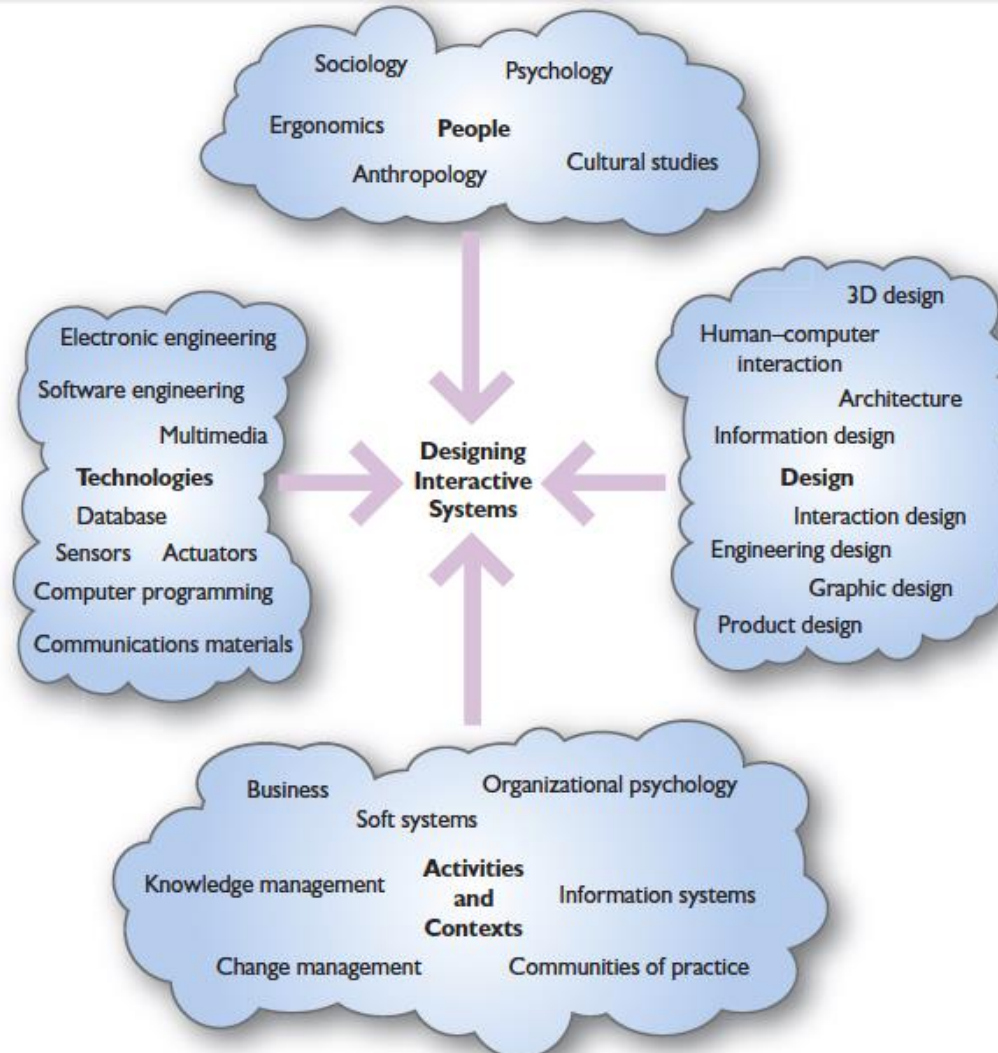 Sociology
Psychology
Ergonomics
People
Cultural studies
Anthropology
Electronic engineering
Software engineering
Multimedia
Technologies
Database
Sensors Actuators
Computer programming
Communications materials
Designing
Interactive
Systems
3D design
Human–computer
interaction
Architecture
Information design
Design
Interaction design
Engineering design
Graphic design
Product design
Business
Organizational psychology
Soft systems
Knowledge management
Activities
and
Contexts
Information systems
Change management
Communities of practice